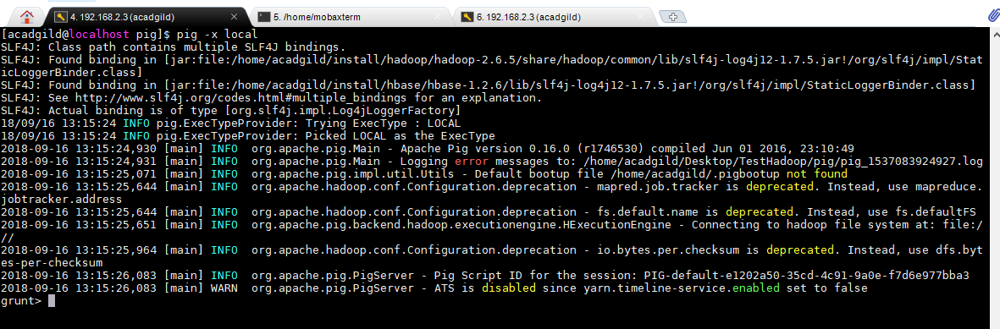 4. 192.168.2.3 (acadgild)
5. /home/mobaxterm
6. 192.168.2.3 (acadgild)
[acadgild@localhost pig]$ pig -x local
SLF4J: Class path contains multiple SLF4J bindings.
SLF4J: Found binding in [jar:file:/home/acadgild/install/hadoop/hadoop-2.6.5/share/hadoop/common/lib/slf4j-log4j12-1.7.5.jar!/org/slf4j/impl/Stat
icLoggerBinder.class]
SLF4J: Found binding in [jar:file:/home/acadgild/install/hbase/hbase-1.2.6/lib/slf4j-log4j12-1.7.5.jar!/org/slf4j/impl/StaticLoggerBinder.class]
SLF4J: See http://www.slf4j.org/codes.html#multiple_bindings for an explanation.
SLF4J: Actual binding is of type [org.slf4j.impl.Log4jLoggerFactory]
18/09/16 13:15:24 INFO pig.ExecTypeProvider: Trying ExecType : LOCAL
18/09/16 13:15:24 INFO pig.ExecTypeProvider: Picked LOCAL as the ExecType
2018-09-16 13:15:24,930 [main] INFO  org.apache.pig.Main - Apache Pig version 0.16.0 (r1746530) compiled Jun 01 2016, 23:10:49
2018-09-16 13:15:24,931 [main] INFO  org.apache.pig.Main - Logging error messages to: /home/acadgild/Desktop/TestHadoop/pig/pig_1537083924927.log
2018-09-16 13:15:25,071 [main] INFO  org.apache.pig.impl.util.Utils - Default bootup file /home/acadgild/.pigbootup not found
2018-09-16 13:15:25,644 [main] INFO  org.apache.hadoop.conf.Configuration.deprecation - mapred.job.tracker is deprecated. Instead, use mapreduce.
jobtracker.address
2018-09-16 13:15:25,644 [main] INFO  org.apache.hadoop.conf.Configuration.deprecation - fs.default.name is deprecated. Instead, use fs.defaultFS
2018-09-16 13:15:25,651 [main] INFO  org.apache.pig.backend.hadoop.executionengine.HExecutionEngine - Connecting to hadoop file system at: file:/
//
2018-09-16 13:15:25,964 [main] INFO  org.apache.hadoop.conf.Configuration.deprecation - io.bytes.per.checksum is deprecated. Instead, use dfs.byt
es-per-checksum
2018-09-16 13:15:26,083 [main] INFO  org.apache.pig.PigServer - Pig Script ID for the session: PIG-default-e1202a50-35cd-4c91-9a0e-f7d6e977bba3
2018-09-16 13:15:26,083 [main] WARN  org.apache.pig.PigServer - ATS is disabled since yarn.timeline-service.enabled set to false
grunt>